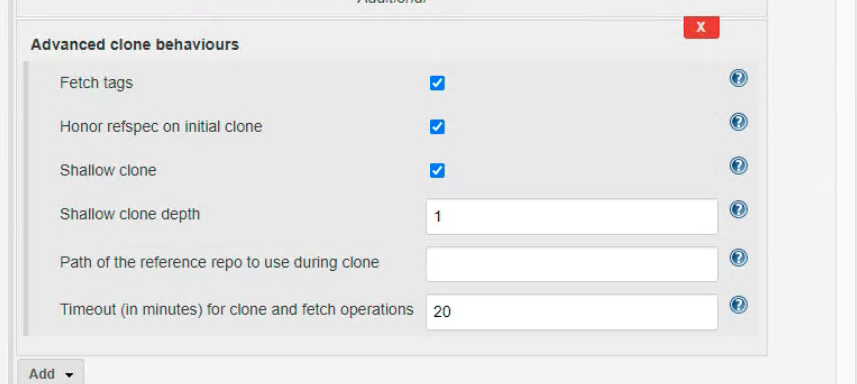 Additional
X
Advanced clone behaviours
Fetch tags
?
Honor refspec on initial clone
?
Shallow clone
?
Shallow clone depth
1
?
Path of the reference repo to use during clone
?
Timeout (in minutes) for clone and fetch operations
20
?
Add